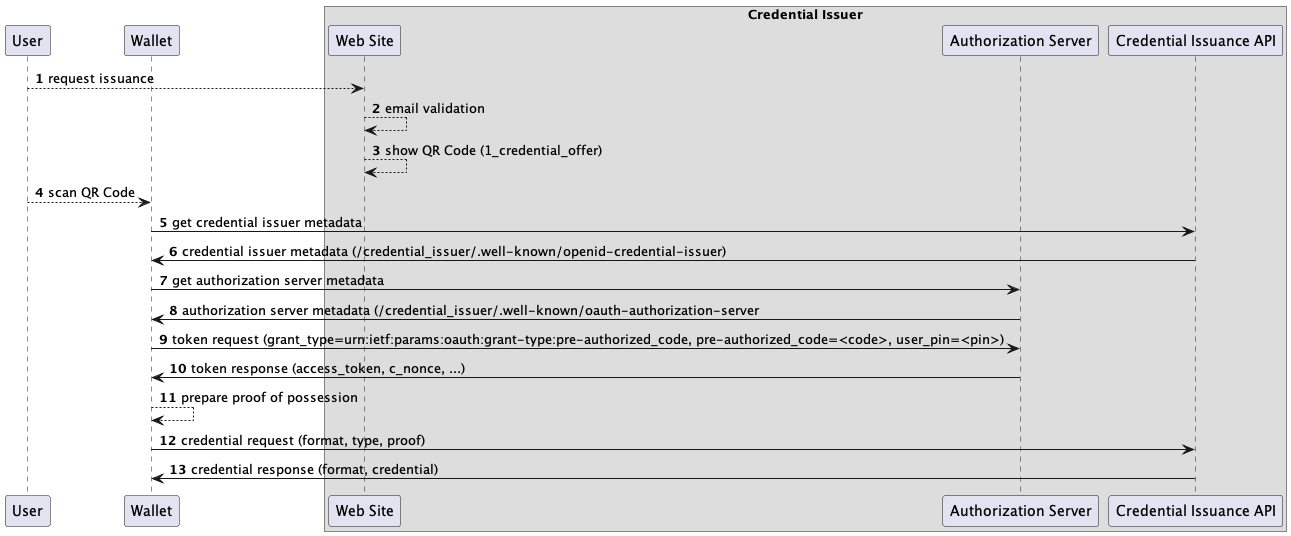 Credential Issuer
User
Wallet
Web Site
Authorization Server
Credential Issuance API
1 request issuance
2 email validation
3 show QR Code (1_credential_offer)
4 scan QR Code
5 get credential issuer metadata
6 credential issuer metadata (/credential_issuer/.well-known/openid-credential-issuer)
7 get authorization server metadata
8 authorization server metadata (/credential_issuer/.well-known/oauth-authorization-server
9 token request (grant_type=urn:ietf:params:oauth:grant-type:pre-authorized_code, pre-authorized_code=<code>, user_pin=<pin>)
10 token response (access_token, c_nonce, ...)
11 prepare proof of possession
12 credential request (format, type, proof)
13 credential response (format, credential)
User
Wallet
Web Site
Authorization Server
Credential Issuance API